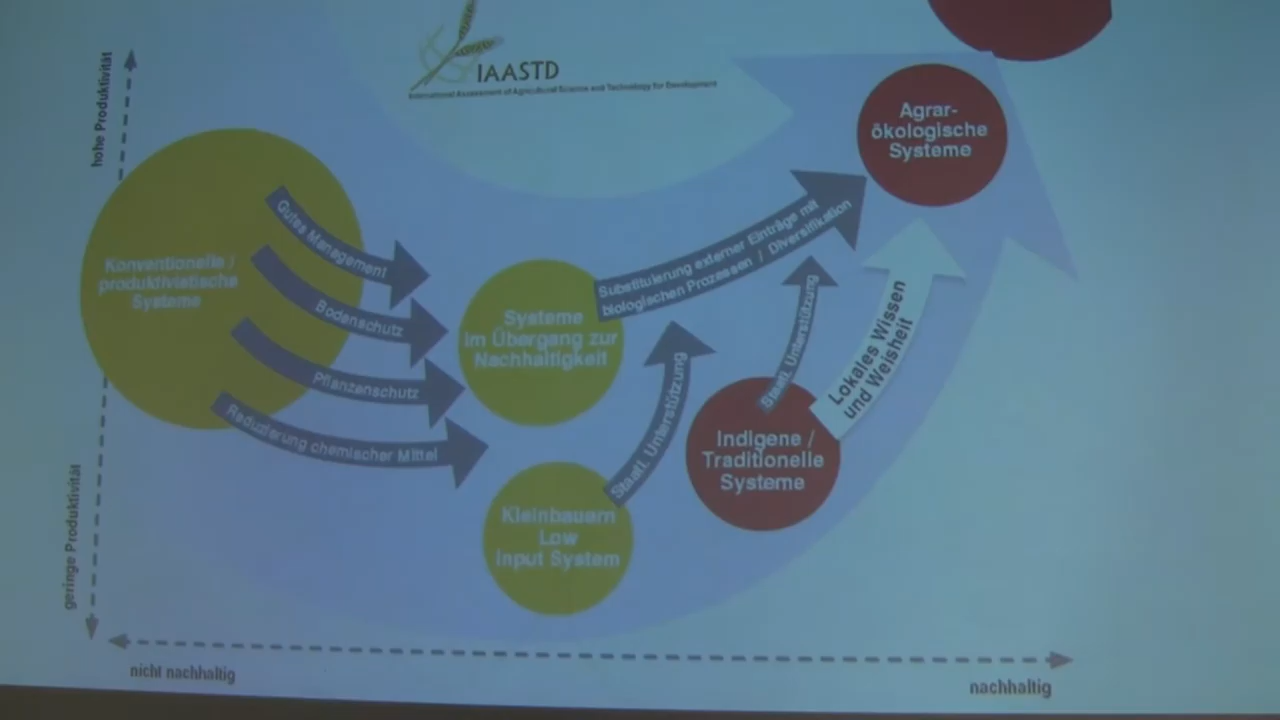 IAASTD
International Assessment of Agricultural Science and Technology for Development
hohe Produktivität
geringe Produktivität
Konventionelle /
produktivistische
Systeme
Gutes Management
Bodenschutz
Pflanzenschutz
Reduzierung chemischer Mittel
Systeme
im Übergang zur
Nachhaltigkeit
Substituierung externer Einträge mit
biologischen Prozessen / Diversifikation
Agrar-
ökologische
Systeme
Kleinbauern
Low
Input System
Staatl. Unterstützung
Indigene /
Traditionelle
Systeme
Staatl. Unterstützung
Lokales Wissen
und Weisheit
nicht nachhaltig
nachhaltig